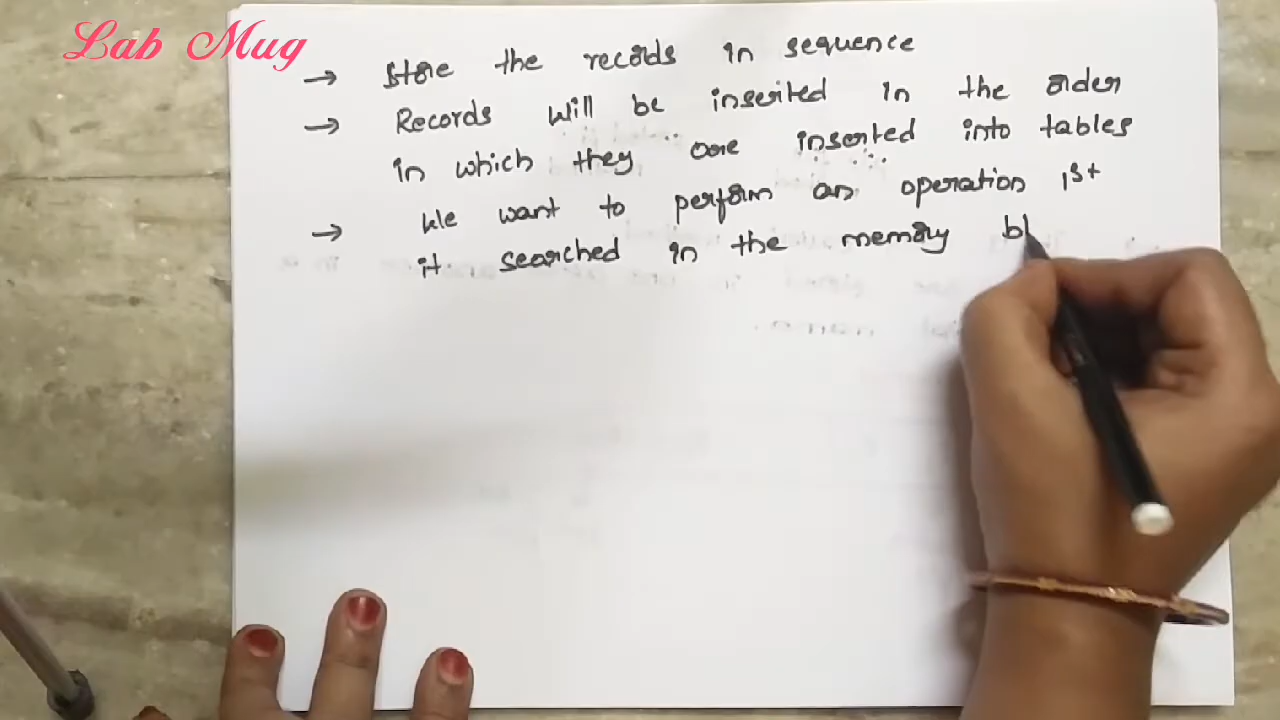 Lab Mug
→ Store the records in sequence
→ Records will be inserted in the order
in which they are inserted into tables
→ We want to perform an operation 1st
it searched in the memory bl